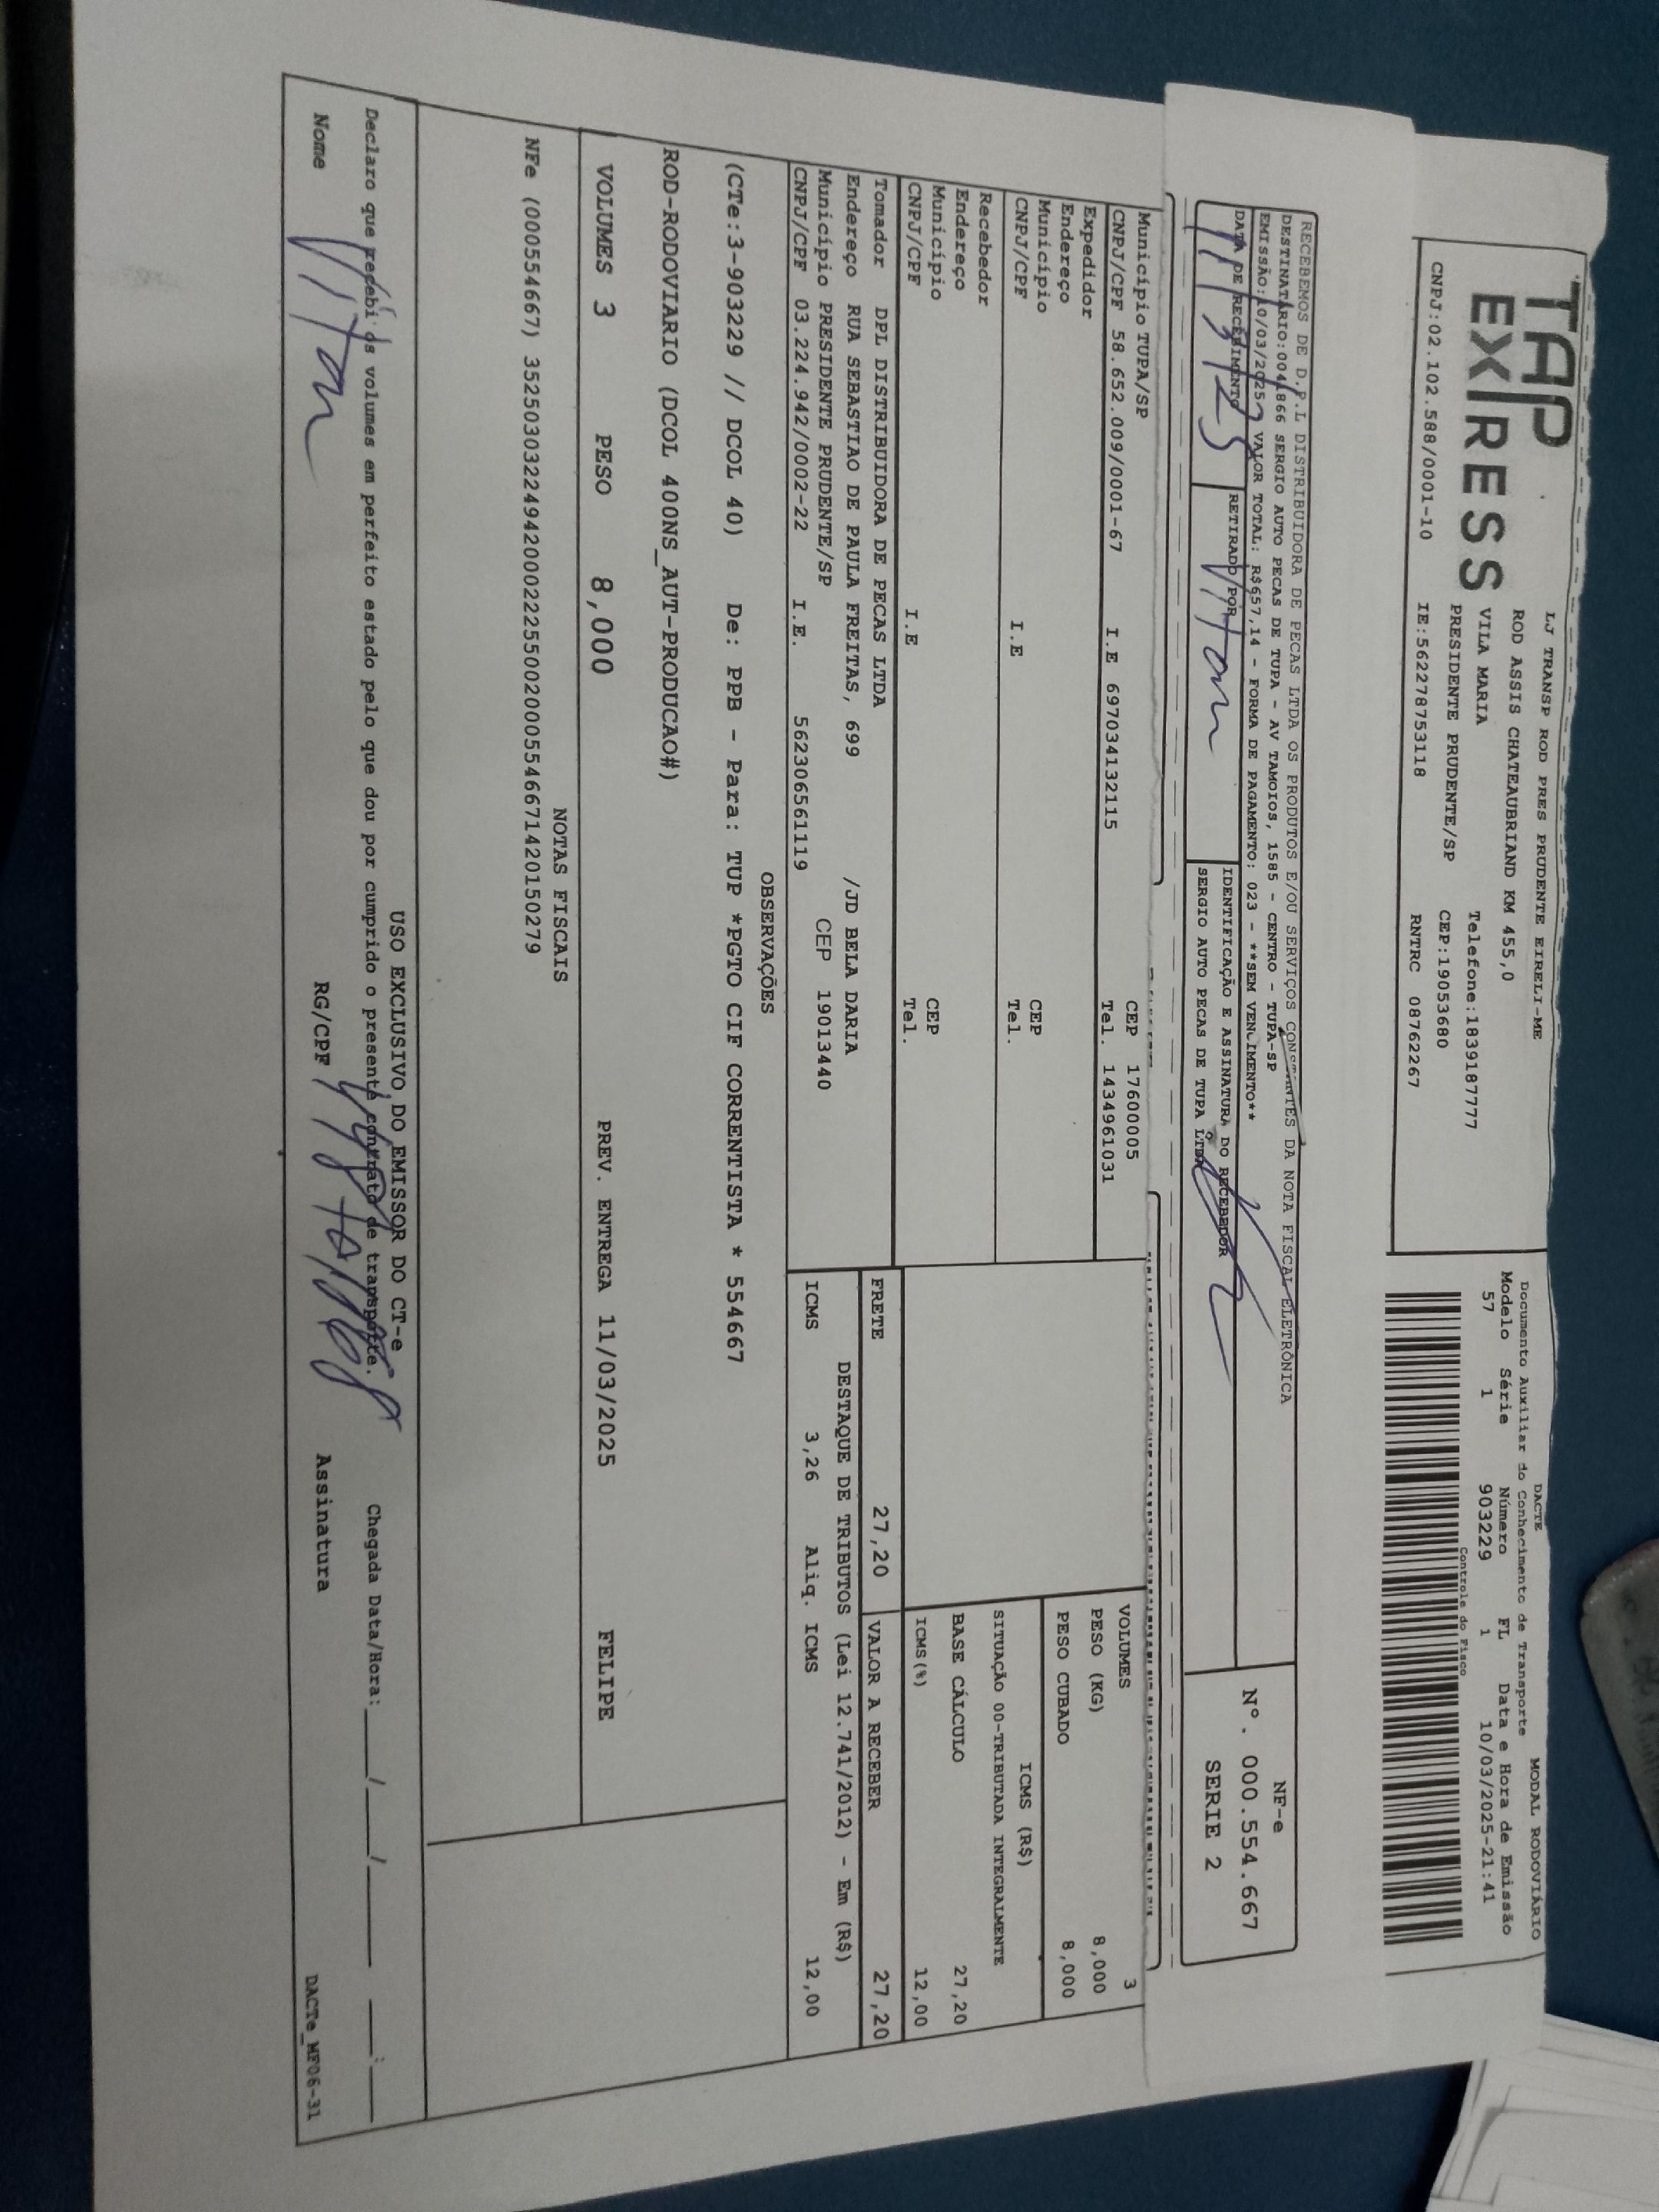 TAP
EXPRESS
LJ TRANSP ROD PRES PRUDENTE EIRELI-ME
ROD ASSIS CHATEAUBRIAND KM 455,0
VILA MARIA Telefone:1839187777
PRESIDENTE PRUDENTE/SP CEP:19053680
CNPJ:02.102.588/0001-10 IE:562278753118 RNTRC 08762267
DACTE MODAL RODOVIÁRIO
Documento Auxiliar do Conhecimento de Transporte
Modelo Série Número FL Data e Hora de Emissão
57 1 903229 1 10/03/2025-21:41
Controle do Fisco
RECEBEMOS DE D.P.L DISTRIBUIDORA DE PECAS LTDA OS PRODUTOS E/OU SERVIÇOS CONSTANTES DA NOTA FISCAL ELETRÔNICA
DESTINATÁRIO:0041866 SERGIO AUTO PECAS DE TUPA - AV TAMOIOS, 1585 - CENTRO - TUPA-SP
EMISSÃO:10/03/2025 VALOR TOTAL: R$657,14 - FORMA DE PAGAMENTO: 023 - **SEM VENCIMENTO**
DATA DE RECEBIMENTO RETIRADO POR IDENTIFICAÇÃO E ASSINATURA DO RECEBEDOR
SERGIO AUTO PECAS DE TUPA LTDA
11/3/25 Vitor
NF-e
Nº. 000.554.667
SERIE 2
Município TUPA/SP CEP 17600005
CNPJ/CPF 58.652.009/0001-67 I.E 697034132115 Tel. 1434961031
Expedidor
Endereço
Município CEP
CNPJ/CPF I.E Tel.
Recebedor
Endereço
Município CEP
CNPJ/CPF I.E Tel.
VOLUMES 3
PESO (KG) 8,000
PESO CUBADO 8,000
ICMS (R$)
SITUAÇÃO 00-TRIBUTADA INTEGRALMENTE
BASE CÁLCULO 27,20
ICMS(%) 12,00
Tomador DPL DISTRIBUIDORA DE PECAS LTDA
Endereço RUA SEBASTIAO DE PAULA FREITAS, 699 /JD BELA DARIA
Município PRESIDENTE PRUDENTE/SP CEP 19013440
CNPJ/CPF 03.224.942/0002-22 I.E. 562306561119
FRETE 27,20 VALOR A RECEBER 27,20
DESTAQUE DE TRIBUTOS (Lei 12.741/2012) - Em (R$)
ICMS 3,26 Aliq. ICMS 12,00
OBSERVAÇÕES
(CTe:3-903229 // DCOL 40) De: PPB - Para: TUP *PGTO CIF CORRENTISTA * 554667
ROD-RODOVIARIO (DCOL 400NS_AUT-PRODUCAO#)
VOLUMES 3 PESO 8,000 PREV. ENTREGA 11/03/2025 FELIPE
NOTAS FISCAIS
NFe (000554667) 35250303224942000222550020005546671420150279
USO EXCLUSIVO DO EMISSOR DO CT-e
Declaro que recebi os volumes em perfeito estado pelo que dou por cumprido o presente contrato de transporte. Chegada Data/Hora:____/____/____ ___:___
Nome Vitor RG/CPF Assinatura
DACTe_MF06-31